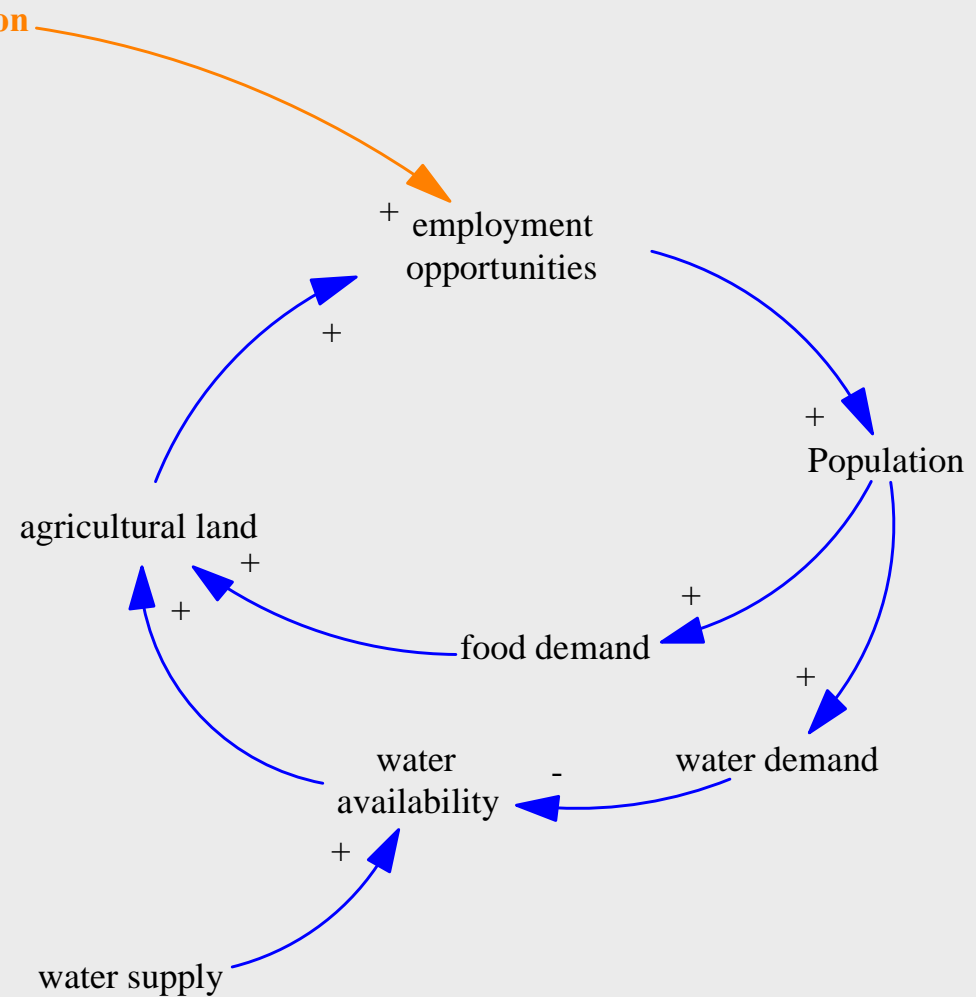 on
+
employment
opportunities
+
+
Population
agricultural land
+
+
+
food demand
+
water
availability
-
water demand
+
water supply